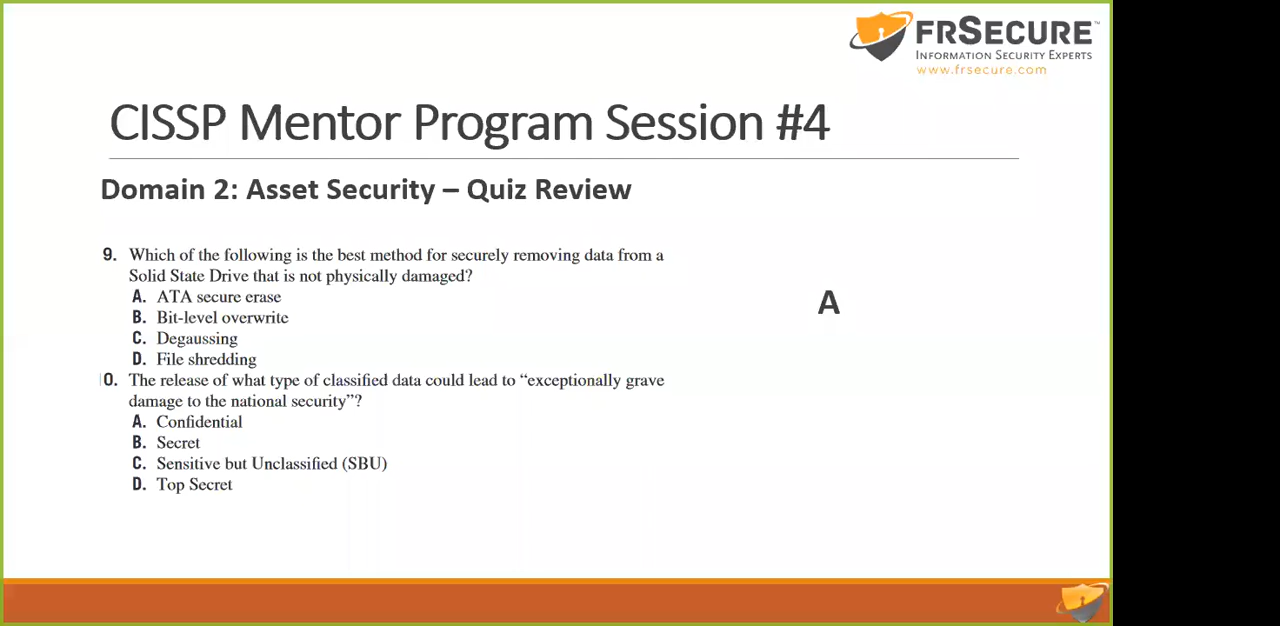 FRSECURE™
INFORMATION SECURITY EXPERTS
www.frsecure.com
CISSP Mentor Program Session #4
Domain 2: Asset Security – Quiz Review
9. Which of the following is the best method for securely removing data from a
Solid State Drive that is not physically damaged?
A. ATA secure erase
B. Bit-level overwrite
C. Degaussing
D. File shredding
A
0. The release of what type of classified data could lead to “exceptionally grave
damage to the national security”?
A. Confidential
B. Secret
C. Sensitive but Unclassified (SBU)
D. Top Secret